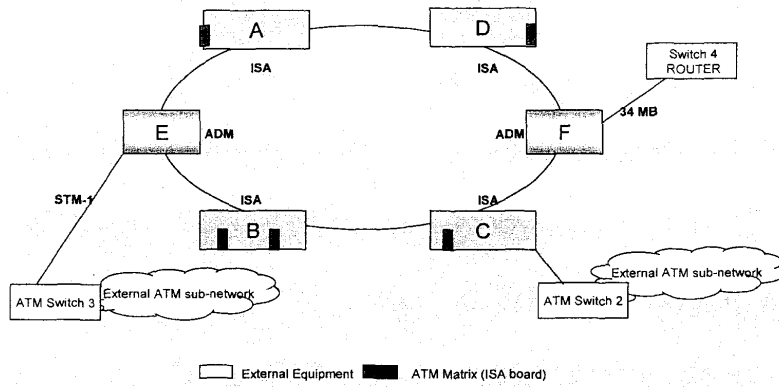 A
D
ISA
ISA
Switch 4
ROUTER
34 MB
E
ADM
ADM
F
STM-1
ISA
ISA
B
C
ATM Switch 3
External ATM sub-network
External ATM sub-network
ATM Switch 2
External Equipment
ATM Matrix (ISA board)